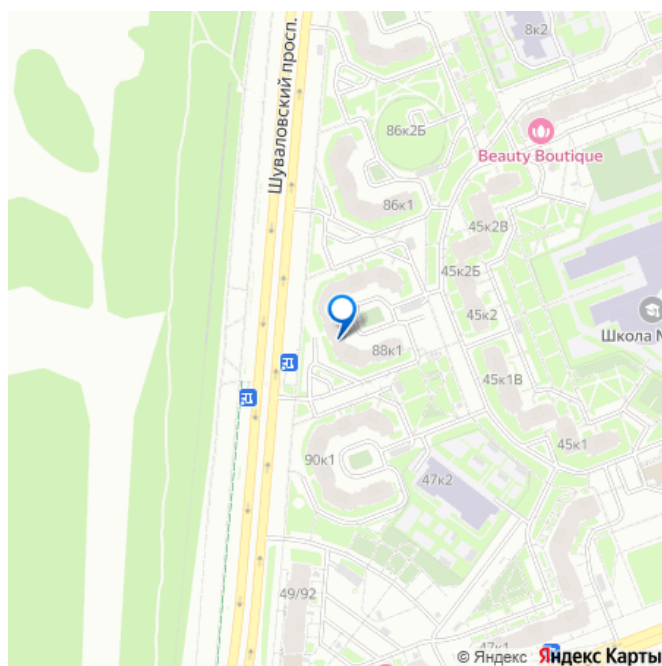 Шуваловский просп.
8к2
86к2Б
Beauty Boutique
86к1
45к2В
45к2Б
45к2
Школа №
88к1
45к1В
45к1
90к1
47к2
49/92
47к1
© Яндекс Яндекс Карты